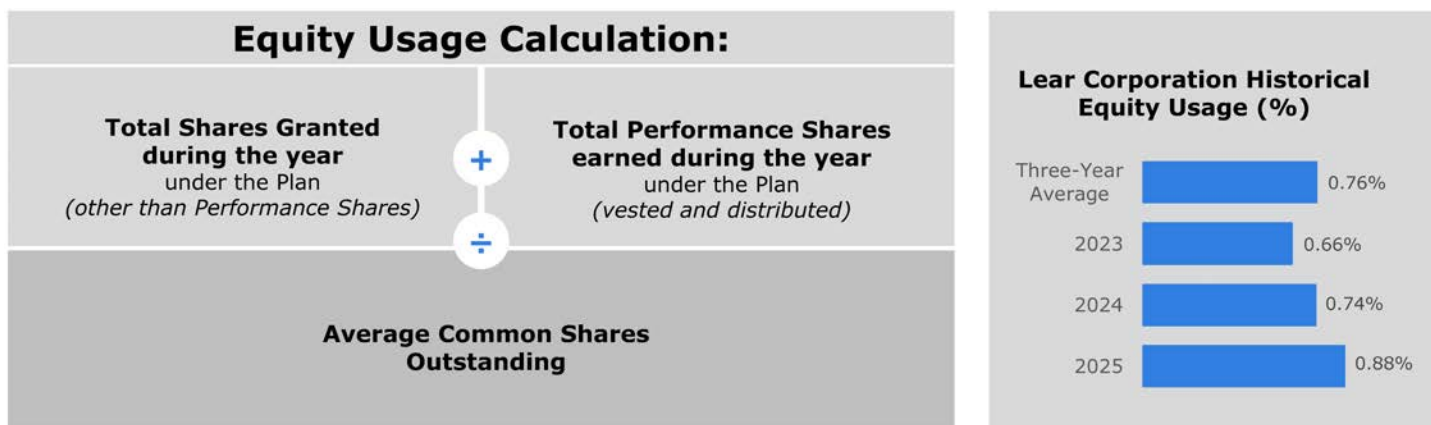 Equity Usage Calculation:
Total Shares Granted
during the year
under the Plan
(other than Performance Shares)
+
Total Performance Shares
earned during the year
under the Plan
(vested and distributed)
÷
Average Common Shares
Outstanding
Lear Corporation Historical
Equity Usage (%)
Three-Year
Average
0.76%
2023
0.66%
2024
0.74%
2025
0.88%